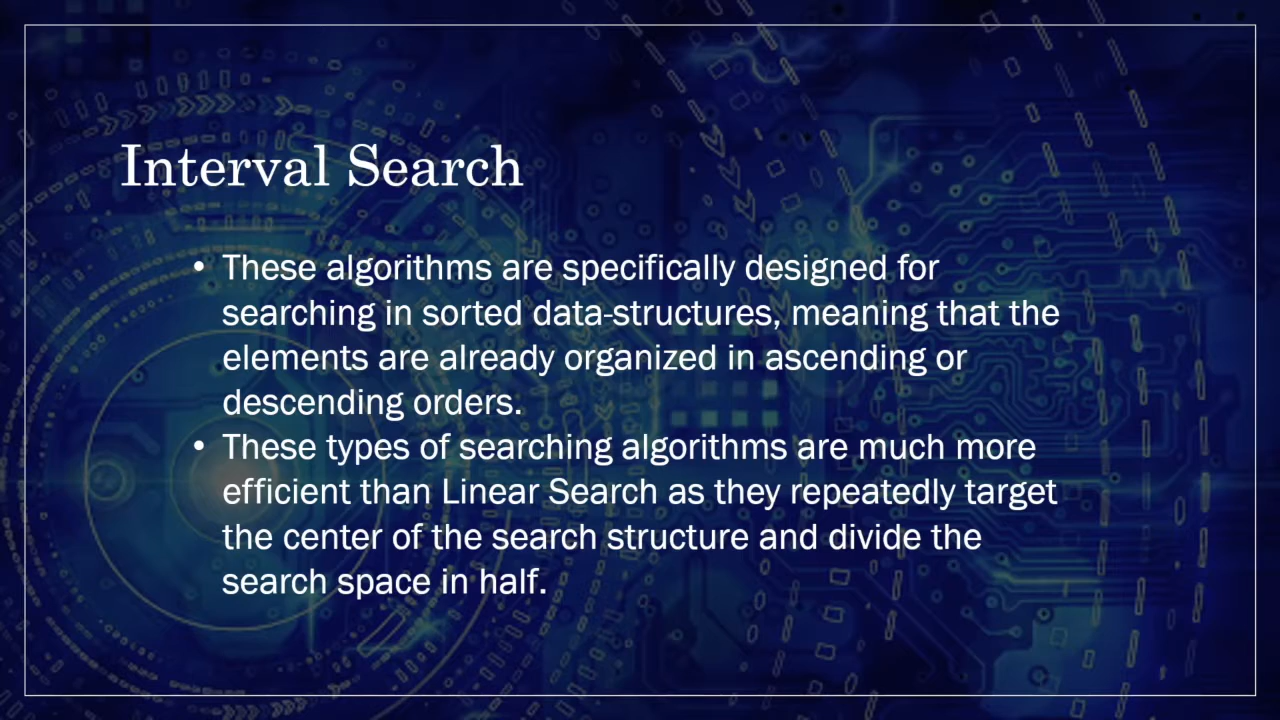 Interval Search
• These algorithms are specifically designed for
searching in sorted data-structures, meaning that the
elements are already organized in ascending or
descending orders.
• These types of searching algorithms are much more
efficient than Linear Search as they repeatedly target
the center of the search structure and divide the
search space in half.